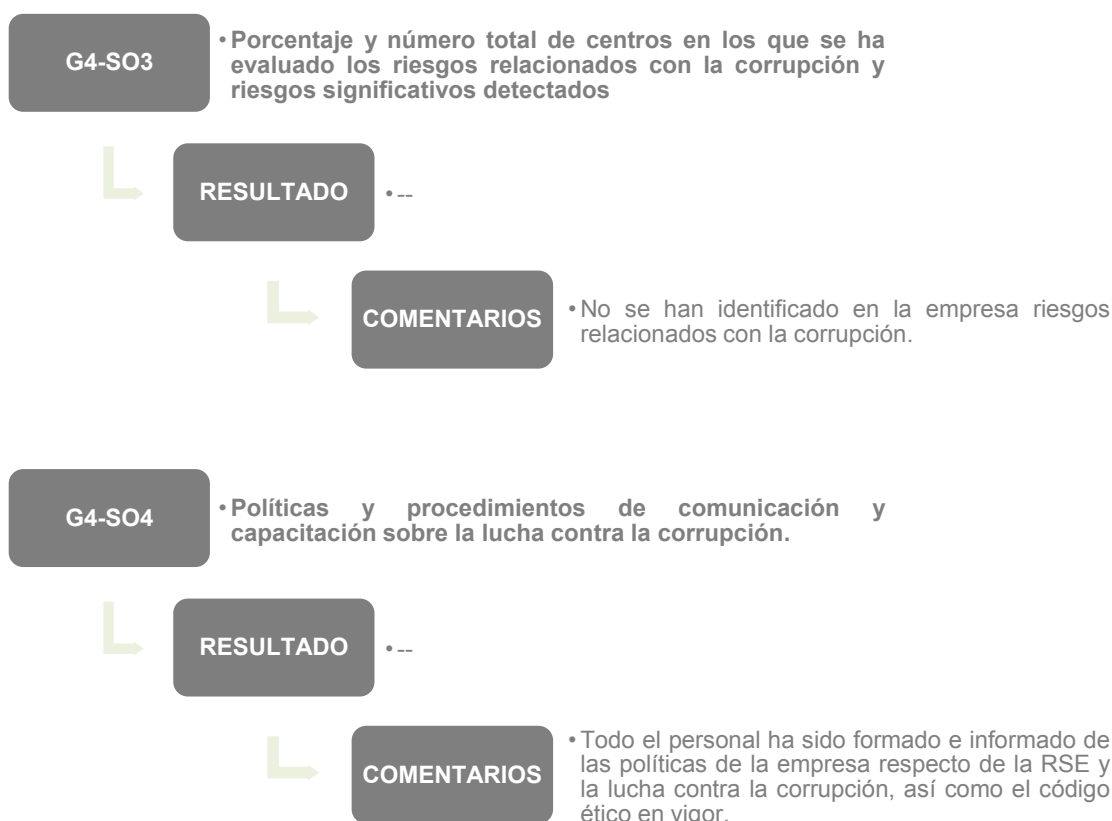 G4-SO3
• Porcentaje y número total de centros en los que se ha
evaluado los riesgos relacionados con la corrupción y
riesgos significativos detectados
RESULTADO
• --
COMENTARIOS
• No se han identificado en la empresa riesgos
relacionados con la corrupción.
G4-SO4
• Políticas y procedimientos de comunicación y
capacitación sobre la lucha contra la corrupción.
RESULTADO
• --
COMENTARIOS
• Todo el personal ha sido formado e informado de
las políticas de la empresa respecto de la RSE y
la lucha contra la corrupción, así como el código
ético en vigor.